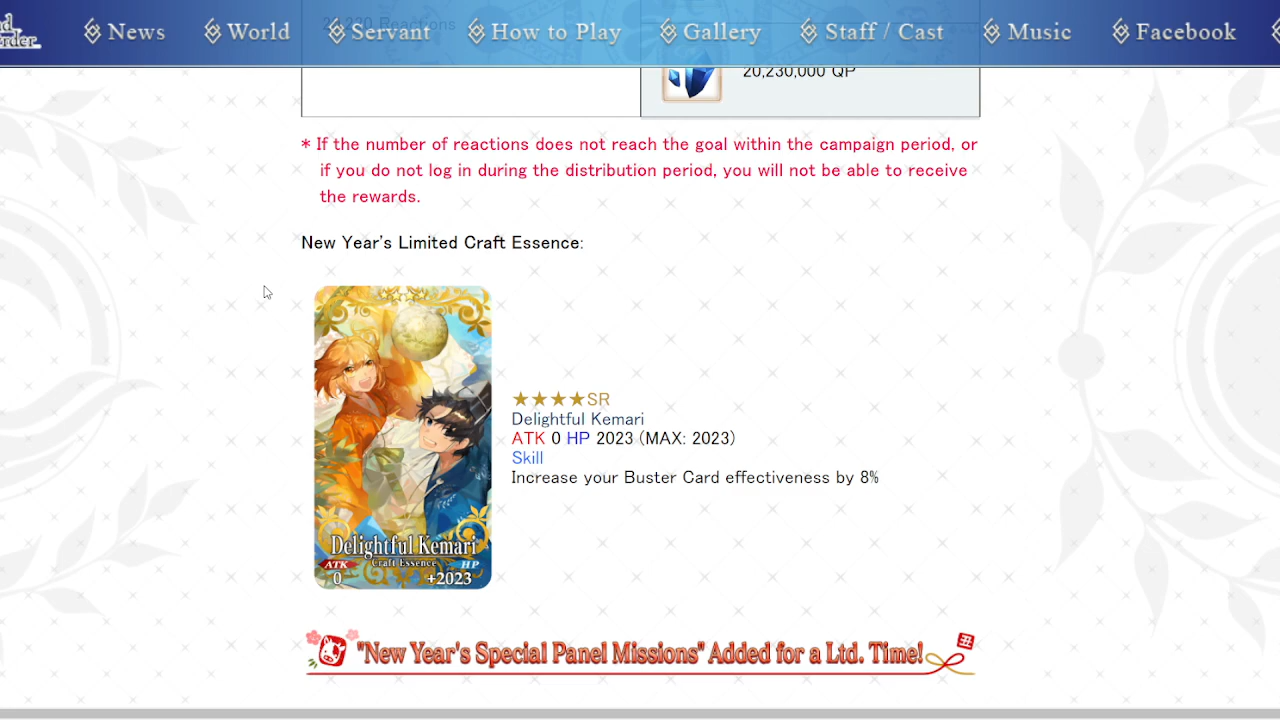 News
World
Servant
How to Play
Gallery
Staff / Cast
Music
Facebook
Reactions
20,230,000 QP
* If the number of reactions does not reach the goal within the campaign period, or
if you do not log in during the distribution period, you will not be able to receive
the rewards.
New Year's Limited Craft Essence:
★★★★SR
Delightful Kemari
ATK 0 HP 2023 (MAX: 2023)
Skill
Increase your Buster Card effectiveness by 8%
Delightful Kemari
ATK Craft Essence HP
0 +2023
"New Year's Special Panel Missions" Added for a Ltd. Time!
丑